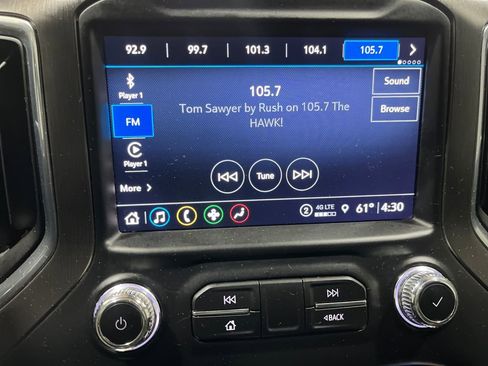 92.9 99.7 101.3 104.1 105.7
Player 1
FM
Player 1
More
105.7
Tom Sawyer by Rush on 105.7 The
HAWK!
Tune
Sound
Browse
2 4G LTE 61° 4:30
BACK